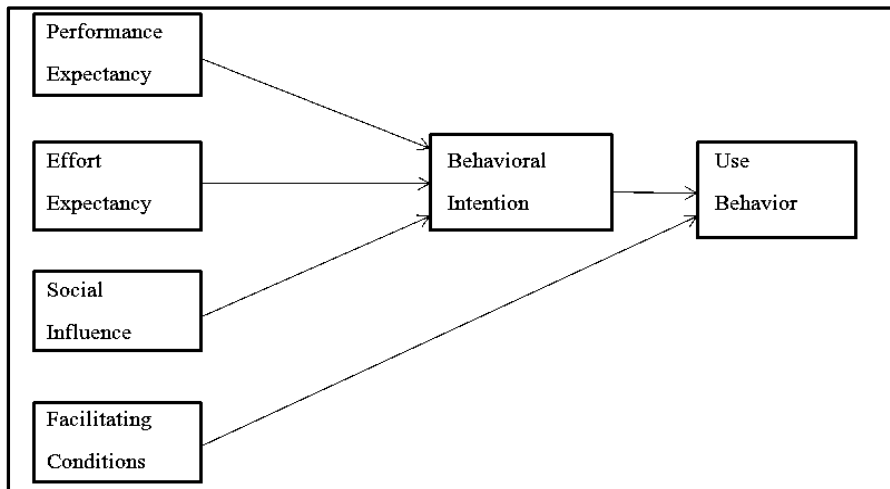 Performance
Expectancy
Effort
Expectancy
Behavioral
Intention
Use
Behavior
Social
Influence
Facilitating
Conditions